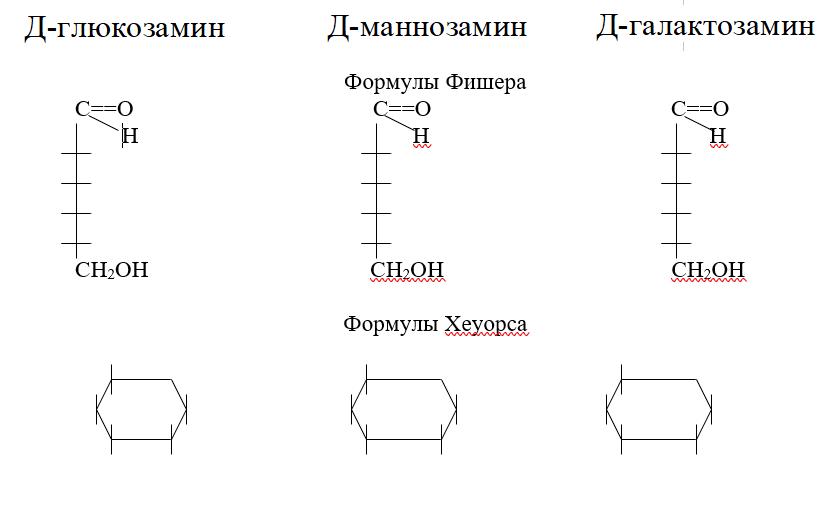 Д-глюкозамин Д-маннозамин Д-галактозамин
Формулы Фишера
C==O C==O C==O
H H H
CH₂OH CH₂OH CH₂OH
Формулы Хеуорса